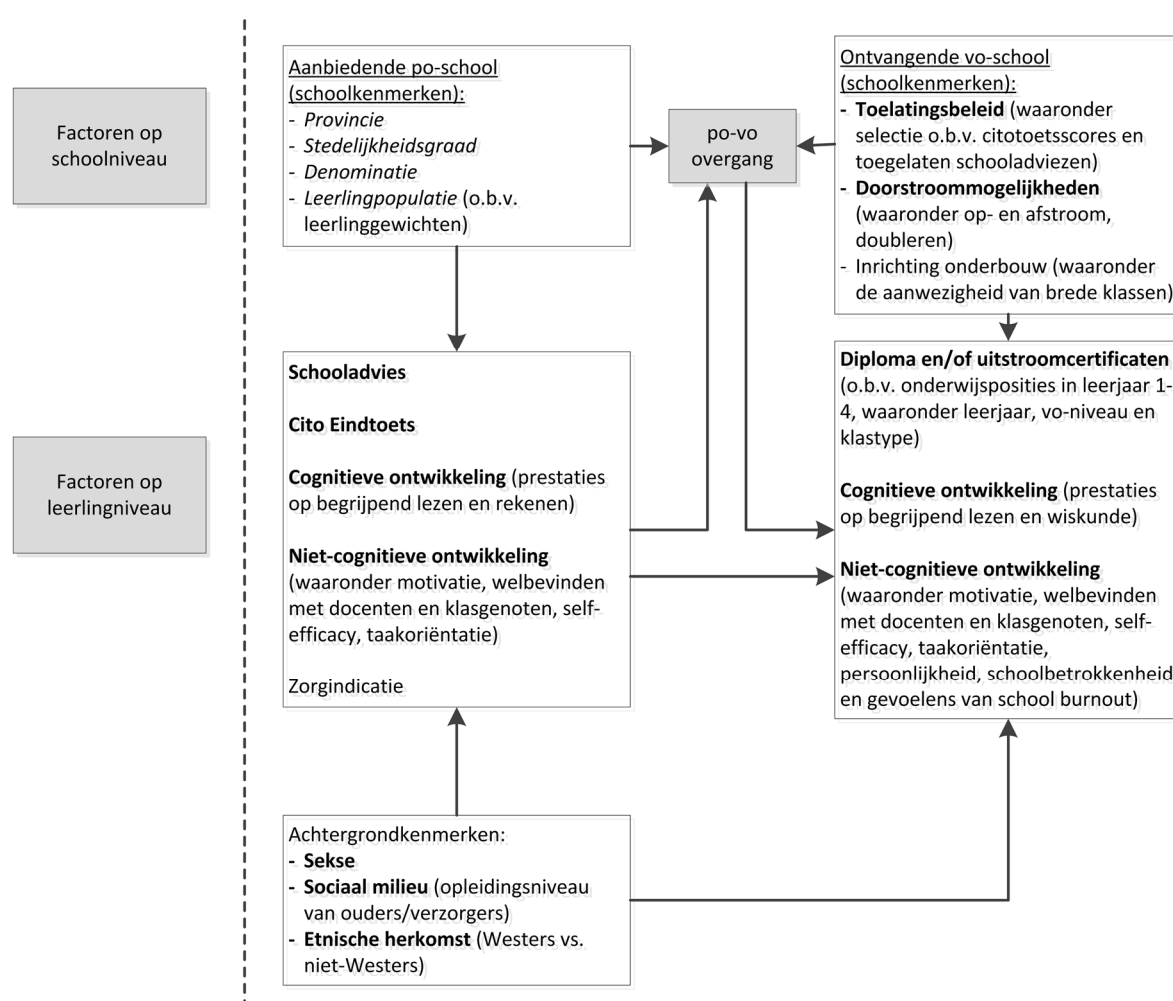 Factoren op
schoolniveau
Aanbiedende po-school
(schoolkenmerken):
- Provincie
- Stedelijkheidsgraad
- Denominatie
- Leerlingpopulatie (o.b.v.
leerlinggewichten)
po-vo
overgang
Ontvangende vo-school
(schoolkenmerken):
- Toelatingsbeleid (waaronder
selectie o.b.v. citotoetsscores en
toegelaten schooladviezen)
- Doorstroommogelijkheden
(waaronder op- en afstroom,
doubleren)
- Inrichting onderbouw (waaronder
de aanwezigheid van brede klassen)
Factoren op
leerlingniveau
Schooladvies
Cito Eindtoets
Cognitieve ontwikkeling (prestaties
op begrijpend lezen en rekenen)
Niet-cognitieve ontwikkeling
(waaronder motivatie, welbevinden
met docenten en klasgenoten, self-
efficacy, taakoriëntatie)
Zorgindicatie
Diploma en/of uitstroomcertificaten
(o.b.v. onderwijsposities in leerjaar 1-
4, waaronder leerjaar, vo-niveau en
klastype)
Cognitieve ontwikkeling (prestaties
op begrijpend lezen en wiskunde)
Niet-cognitieve ontwikkeling
(waaronder motivatie, welbevinden
met docenten en klasgenoten, self-
efficacy, taakoriëntatie,
persoonlijkheid, schoolbetrokkenheid
en gevoelens van school burnout)
Achtergrondkenmerken:
- Sekse
- Sociaal milieu (opleidingsniveau
van ouders/verzorgers)
- Etnische herkomst (Westers vs.
niet-Westers)